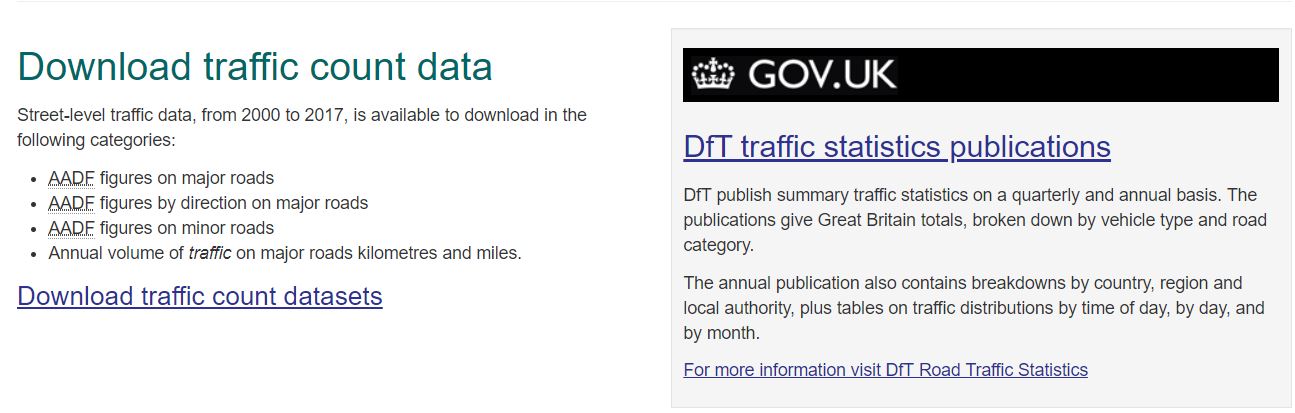 Download traffic count data
Street-level traffic data, from 2000 to 2017, is available to download in the
following categories:
• AADF figures on major roads
• AADF figures by direction on major roads
• AADF figures on minor roads
• Annual volume of traffic on major roads kilometres and miles.
Download traffic count datasets
GOV.UK
DfT traffic statistics publications
DfT publish summary traffic statistics on a quarterly and annual basis. The
publications give Great Britain totals, broken down by vehicle type and road
category.
The annual publication also contains breakdowns by country, region and
local authority, plus tables on traffic distributions by time of day, by day, and
by month.
For more information visit DfT Road Traffic Statistics